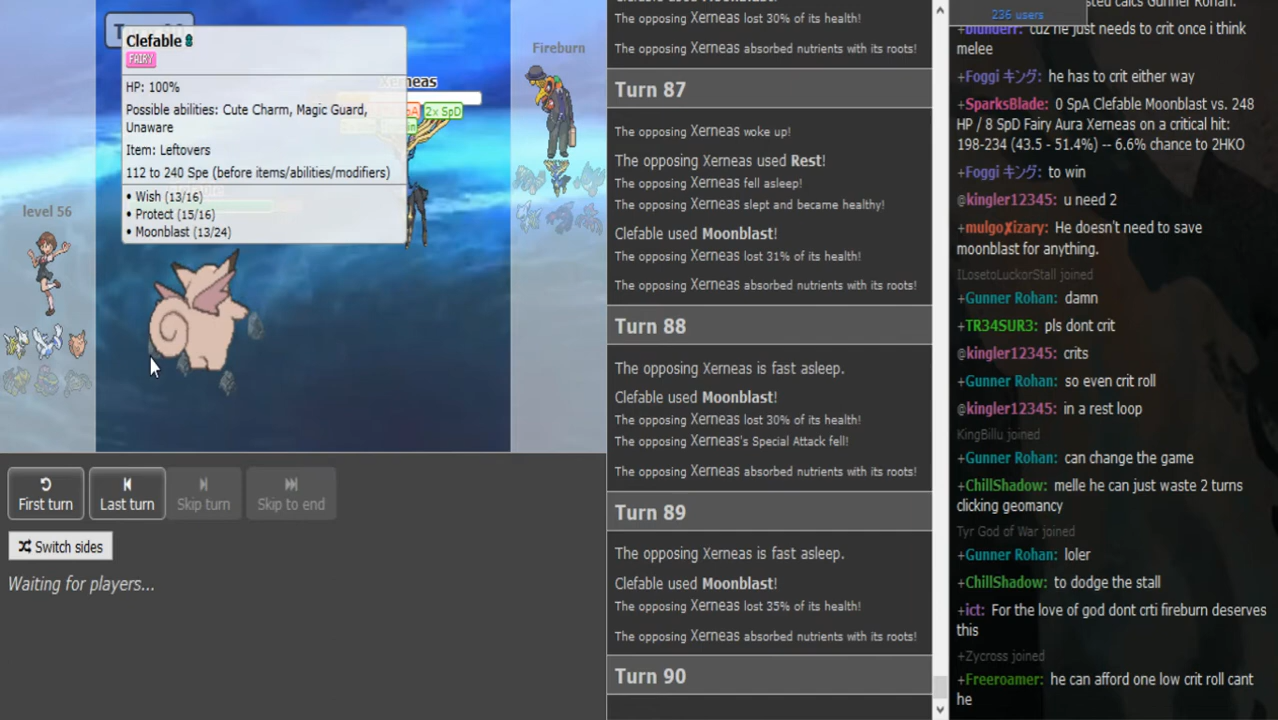 Clefable
FAIRY
HP: 100%
Possible abilities: Cute Charm, Magic Guard,
Unaware
Item: Leftovers
112 to 240 Spe (before items/abilities/modifiers)
• Wish (13/16)
• Protect (15/16)
• Moonblast (13/24)
Xerneas
2× SpD
Fireburn
level 56
First turn
Last turn
Skip turn
Skip to end
Switch sides
Waiting for players...
The opposing Xerneas lost 30% of its health!
The opposing Xerneas absorbed nutrients with its roots!
Turn 87
The opposing Xerneas woke up!
The opposing Xerneas used Rest!
The opposing Xerneas fell asleep!
The opposing Xerneas slept and became healthy!
Clefable used Moonblast!
The opposing Xerneas lost 31% of its health!
The opposing Xerneas absorbed nutrients with its roots!
Turn 88
The opposing Xerneas is fast asleep.
Clefable used Moonblast!
The opposing Xerneas lost 30% of its health!
The opposing Xerneas's Special Attack fell!
The opposing Xerneas absorbed nutrients with its roots!
Turn 89
The opposing Xerneas is fast asleep.
Clefable used Moonblast!
The opposing Xerneas lost 35% of its health!
The opposing Xerneas absorbed nutrients with its roots!
Turn 90
236 users
calcs Gunner Rohan.
+blunderr: cuz he just needs to crit once i think
melee
+Foggi キング: he has to crit either way
+SparksBlade: 0 SpA Clefable Moonblast vs. 248
HP / 8 SpD Fairy Aura Xerneas on a critical hit:
198-234 (43.5 - 51.4%) -- 6.6% chance to 2HKO
+Foggi キング: to win
@kingler12345: u need 2
+mulgo✗izary: He doesn't need to save
moonblast for anything.
ILosetoLuckorStall joined
+Gunner Rohan: damn
+TR34SUR3: pls dont crit
@kingler12345: crits
+Gunner Rohan: so even crit roll
@kingler12345: in a rest loop
KingBillu joined
+Gunner Rohan: can change the game
+ChillShadow: melle he can just waste 2 turns
clicking geomancy
Tyr God of War joined
+Gunner Rohan: loler
+ChillShadow: to dodge the stall
+ict: For the love of god dont crti fireburn deserves
this
+Zycross joined
+Freeroamer: he can afford one low crit roll cant
he